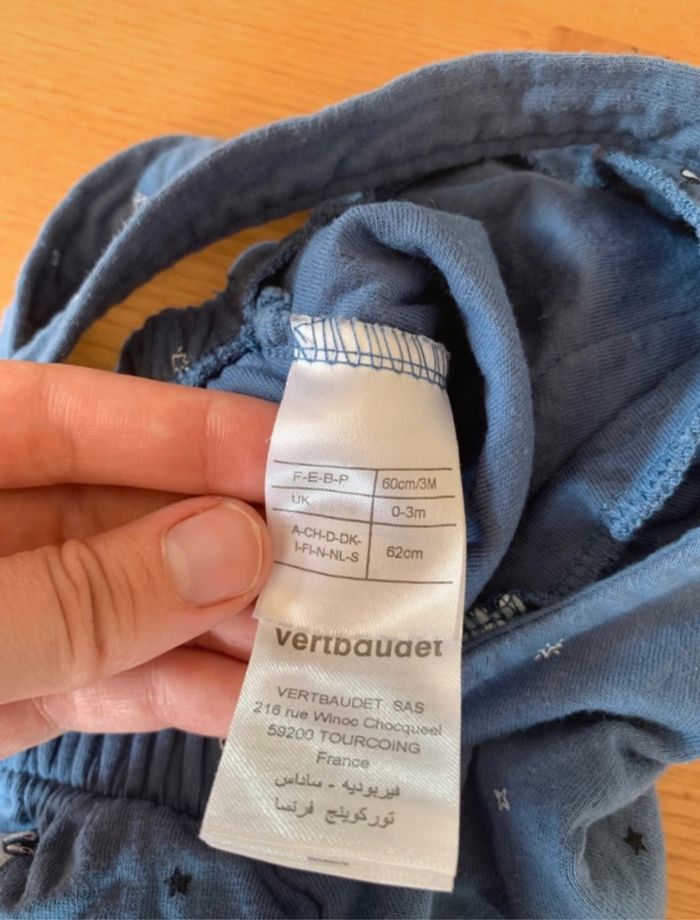 F-E-B-P 60cm/3M
UK 0-3m
A-CH-D-DK-
I-FI-N-NL-S 62cm
vertbaudet
VERTBAUDET SAS
216 rue Winoc Chocqueel
59200 TOURCOING
France
فيربوديه - ساداس
توركوينج فرنسا